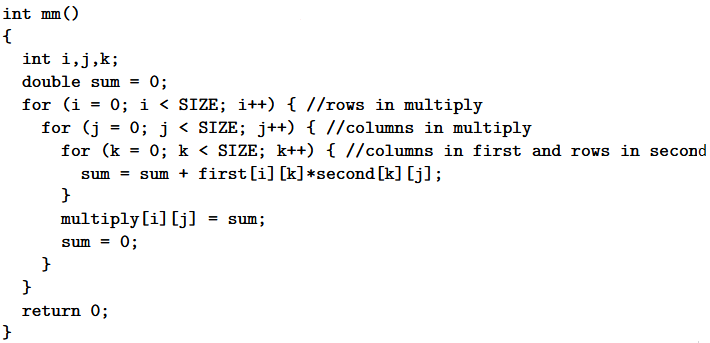 int mm()
{
  int i,j,k;
  double sum = 0;
  for (i = 0; i < SIZE; i++) { //rows in multiply
    for (j = 0; j < SIZE; j++) { //columns in multiply
      for (k = 0; k < SIZE; k++) { //columns in first and rows in second
        sum = sum + first[i][k]*second[k][j];
      }
      multiply[i][j] = sum;
      sum = 0;
    }
  }
  return 0;
}